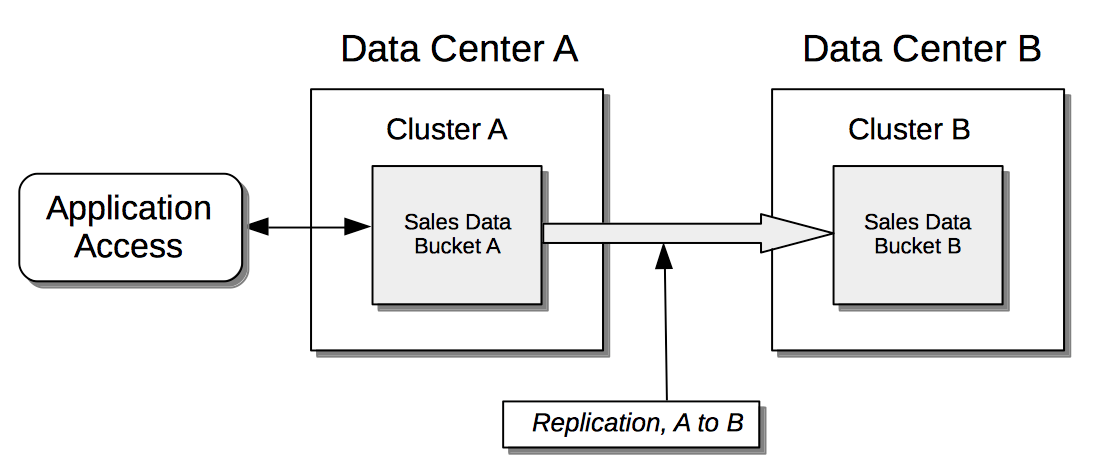 Data Center A
Data Center B
Cluster A
Cluster B
Application
Access
Sales Data
Bucket A
Sales Data
Bucket B
Replication, A to B